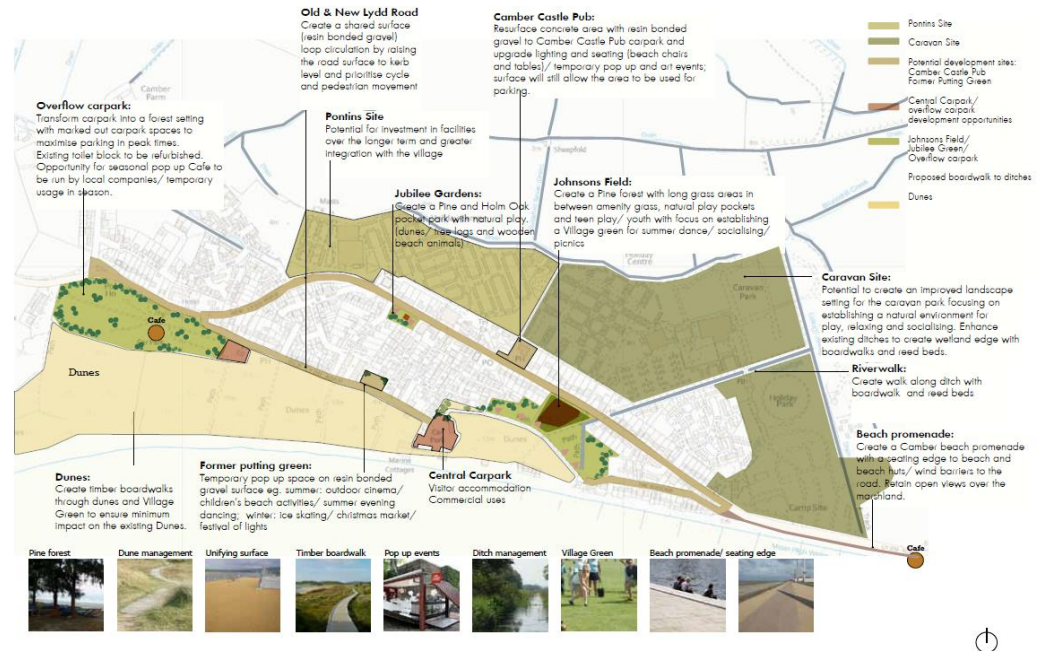 Old & New Lydd Road
Create a shared surface
(resin bonded gravel)
loop circulation by raising
the road surface to kerb
level and prioritise cycle
and pedestrian movement
Camber Castle Pub:
Resurface concrete area with resin bonded
gravel to Camber Castle Pub carpark and
upgrade lighting and seating (beach chairs
and tables)/ temporary pop up and art events;
surface will still allow the area to be used for
parking.
Pontins Site
Caravan Site
Potential development sites:
Camber Castle Pub
Former Putting Green
Central Carpark/
overflow carpark
development opportunities
Johnsons Field/
Jubilee Green/
Overflow carpark
Proposed boardwalk to ditches
Dunes
Camber
Farm
Overflow carpark:
Transform carpark into a forest setting
with marked out carpark spaces to
maximise parking in peak times.
Existing toilet block to be refurbished.
Opportunity for seasonal pop up Cafe to
be run by local companies/ temporary
usage in season.
Pontins Site
Potential for investment in facilities
over the longer term and greater
integration with the village
Sheepfold
Drain
Jubilee Gardens:
Create a Pine and Holm Oak
pocket park with natural play.
(dunes/ tree logs and wooden
beach animals)
Johnsons Field:
Create a Pine forest with long grass areas in
between amenity grass, natural play pockets
and teen play/ youth with focus on establishing
a Village green for summer dance/ socialising/
picnics
Holiday
Centre
Caravan
Park
Caravan Site:
Potential to create an improved landscape
setting for the caravan park focusing on
establishing a natural environment for
play, relaxing and socialising. Enhance
existing ditches to create wetland edge with
boardwalks and reed beds.
Cafe
Dunes
Riverwalk:
Create walk along ditch with
boardwalk and reed beds
Holiday
Park
Beach promenade:
Create a Camber beach promenade
with a seating edge to beach and
beach huts/ wind barriers to the
road. Retain open views over the
marshland.
Dunes
Dunes
Marine
Cottages
Camp Site
Dunes:
Create timber boardwalks
through dunes and Village
Green to ensure minimum
impact on the existing Dunes.
Former putting green:
Temporary pop up space on resin bonded
gravel surface eg. summer: outdoor cinema/
children's beach activities/ summer evening
dancing; winter: ice skating/ christmas market/
festival of lights
Central Carpark
Visitor accommodation
Commercial uses
Cafe
Pine forest
Dune management
Unifying surface
Timber boardwalk
Pop up events
Ditch management
Village Green
Beach promenade/ seating edge